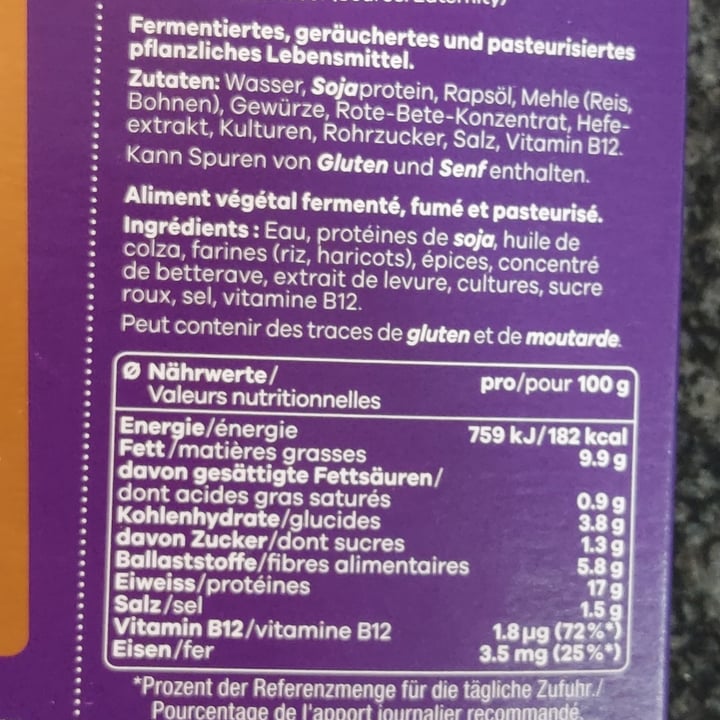 Fermentiertes, geräuchertes und pasteurisiertes
pflanzliches Lebensmittel.
Zutaten: Wasser, Sojaprotein, Rapsöl, Mehle (Reis,
Bohnen), Gewürze, Rote-Bete-Konzentrat, Hefe-
extrakt, Kulturen, Rohrzucker, Salz, Vitamin B12.
Kann Spuren von Gluten und Senf enthalten.
Aliment végétal fermenté, fumé et pasteurisé.
Ingrédients : Eau, protéines de soja, huile de
colza, farines (riz, haricots), épices, concentré
de betterave, extrait de levure, cultures, sucre
roux, sel, vitamine B12.
Peut contenir des traces de gluten et de moutarde.
Ø Nährwerte/ pro/pour 100 g
Valeurs nutritionnelles
Energie/énergie 759 kJ/182 kcal
Fett/matières grasses 9.9 g
davon gesättigte Fettsäuren/
dont acides gras saturés 0.9 g
Kohlenhydrate/glucides 3.8 g
davon Zucker/dont sucres 1.3 g
Ballaststoffe/fibres alimentaires 5.8 g
Eiweiss/protéines 17 g
Salz/sel 1.5 g
Vitamin B12/vitamine B12 1.8 µg (72%*)
Eisen/fer 3.5 mg (25%*)
*Prozent der Referenzmenge für die tägliche Zufuhr./
Pourcentage de l'apport journalier recommandé.